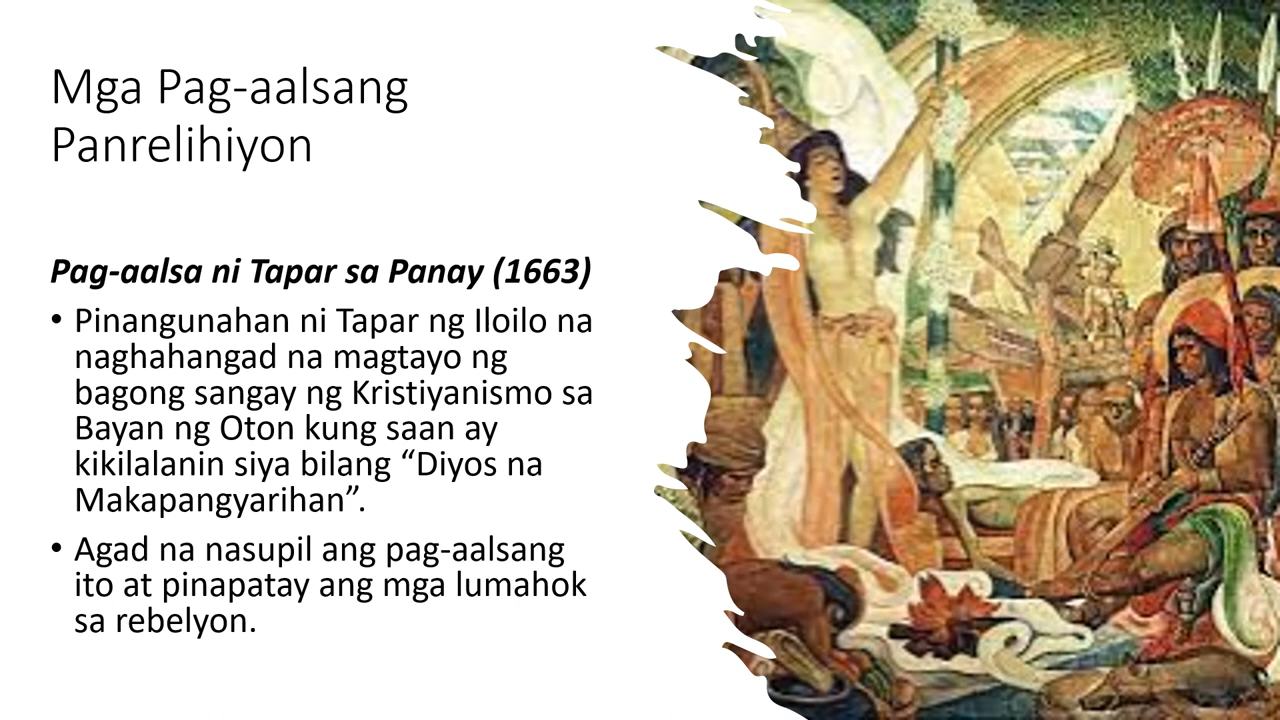 Mga Pag-aalsang
Panrelihiyon
Pag-aalsa ni Tapar sa Panay (1663)
• Pinangunahan ni Tapar ng Iloilo na
naghahangad na magtayo ng
bagong sangay ng Kristiyanismo sa
Bayan ng Oton kung saan ay
kikilalanin siya bilang “Diyos na
Makapangyarihan”.
• Agad na nasupil ang pag-aalsang
ito at pinapatay ang mga lumahok
sa rebelyon.